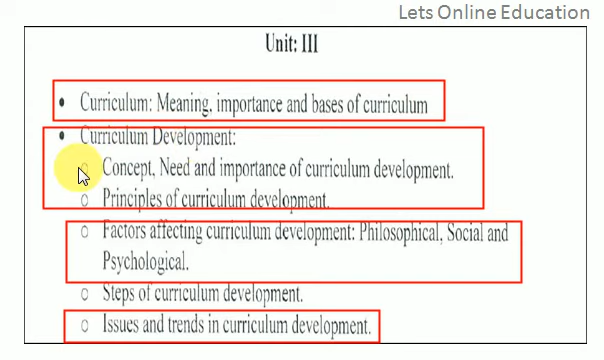 Lets Online Education
Unit: III
• Curriculum: Meaning, importance and bases of curriculum
• Curriculum Development:
o Concept, Need and importance of curriculum development.
o Principles of curriculum development.
o Factors affecting curriculum development: Philosophical, Social and
Psychological.
o Steps of curriculum development.
o Issues and trends in curriculum development.